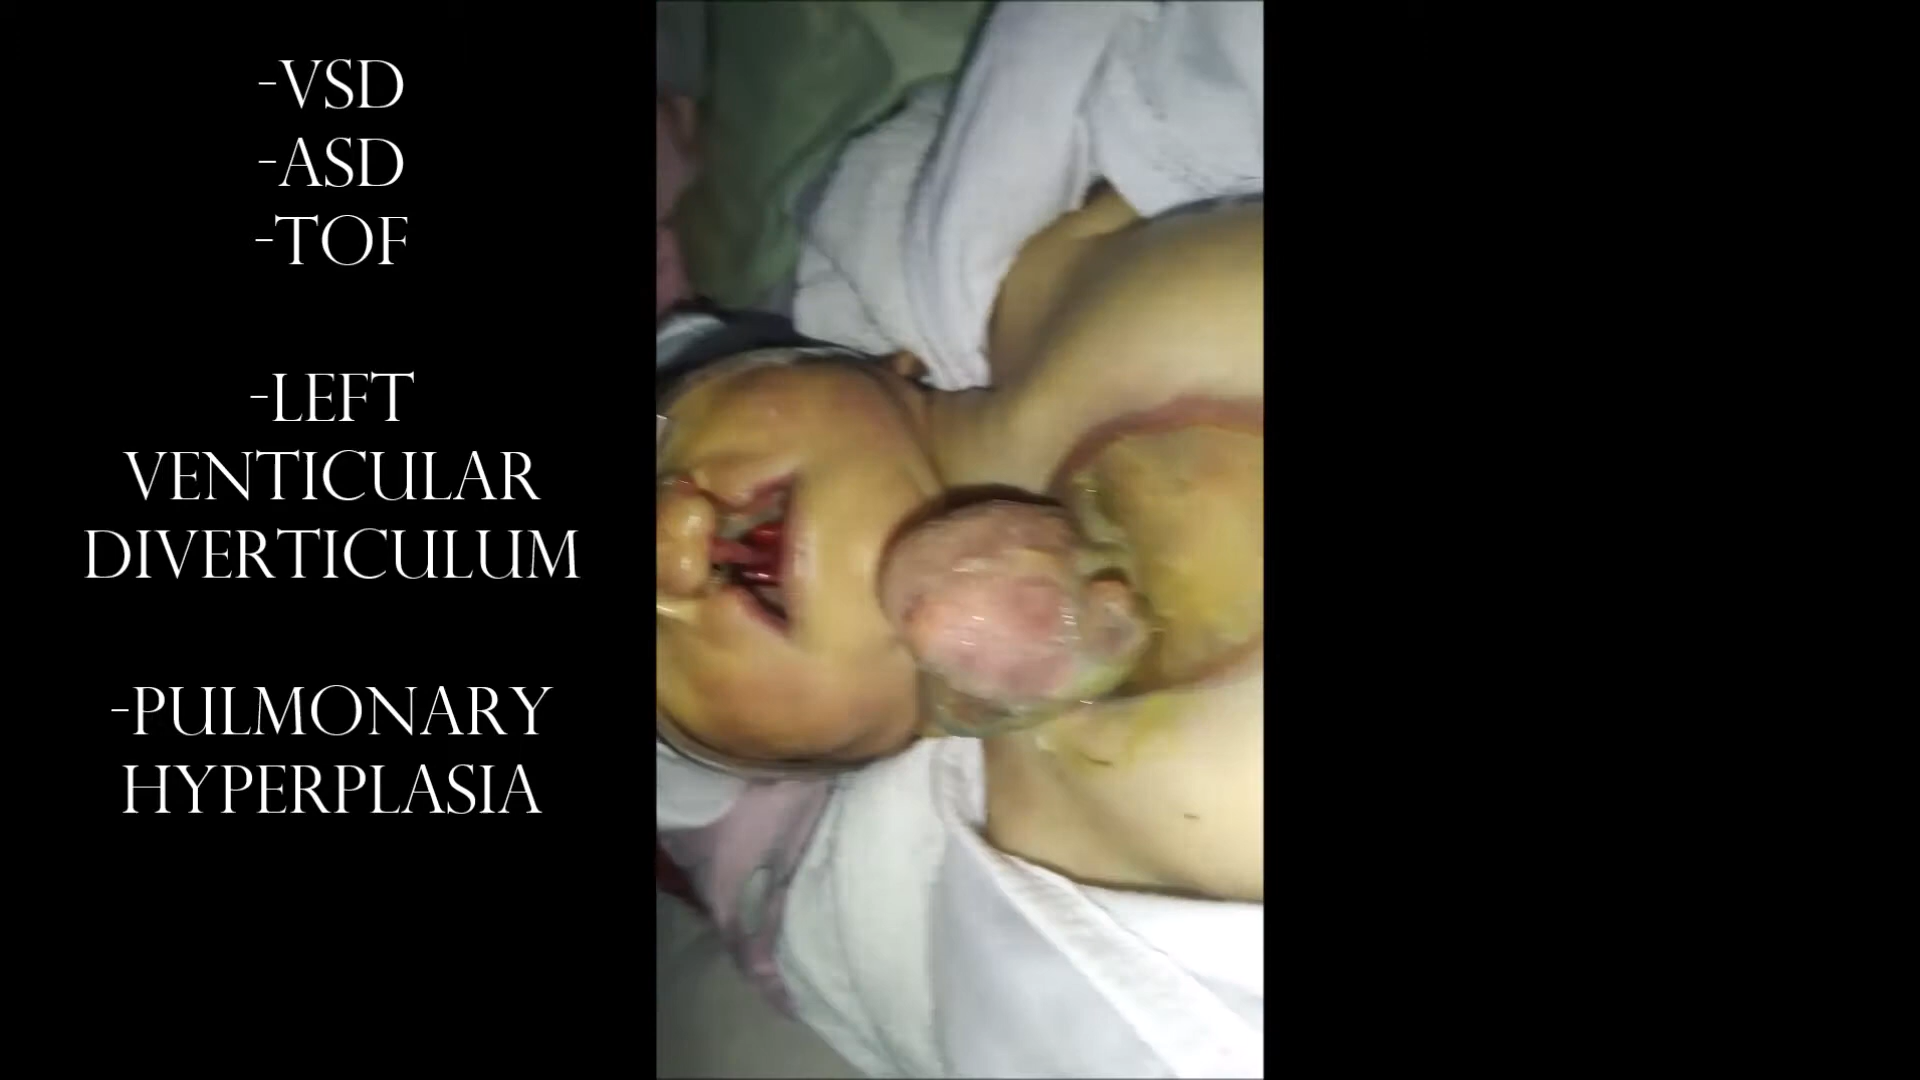 -VSD
-ASD
-TOF
-LEFT
VENTICULAR
DIVERTICULUM
-PULMONARY
HYPERPLASIA